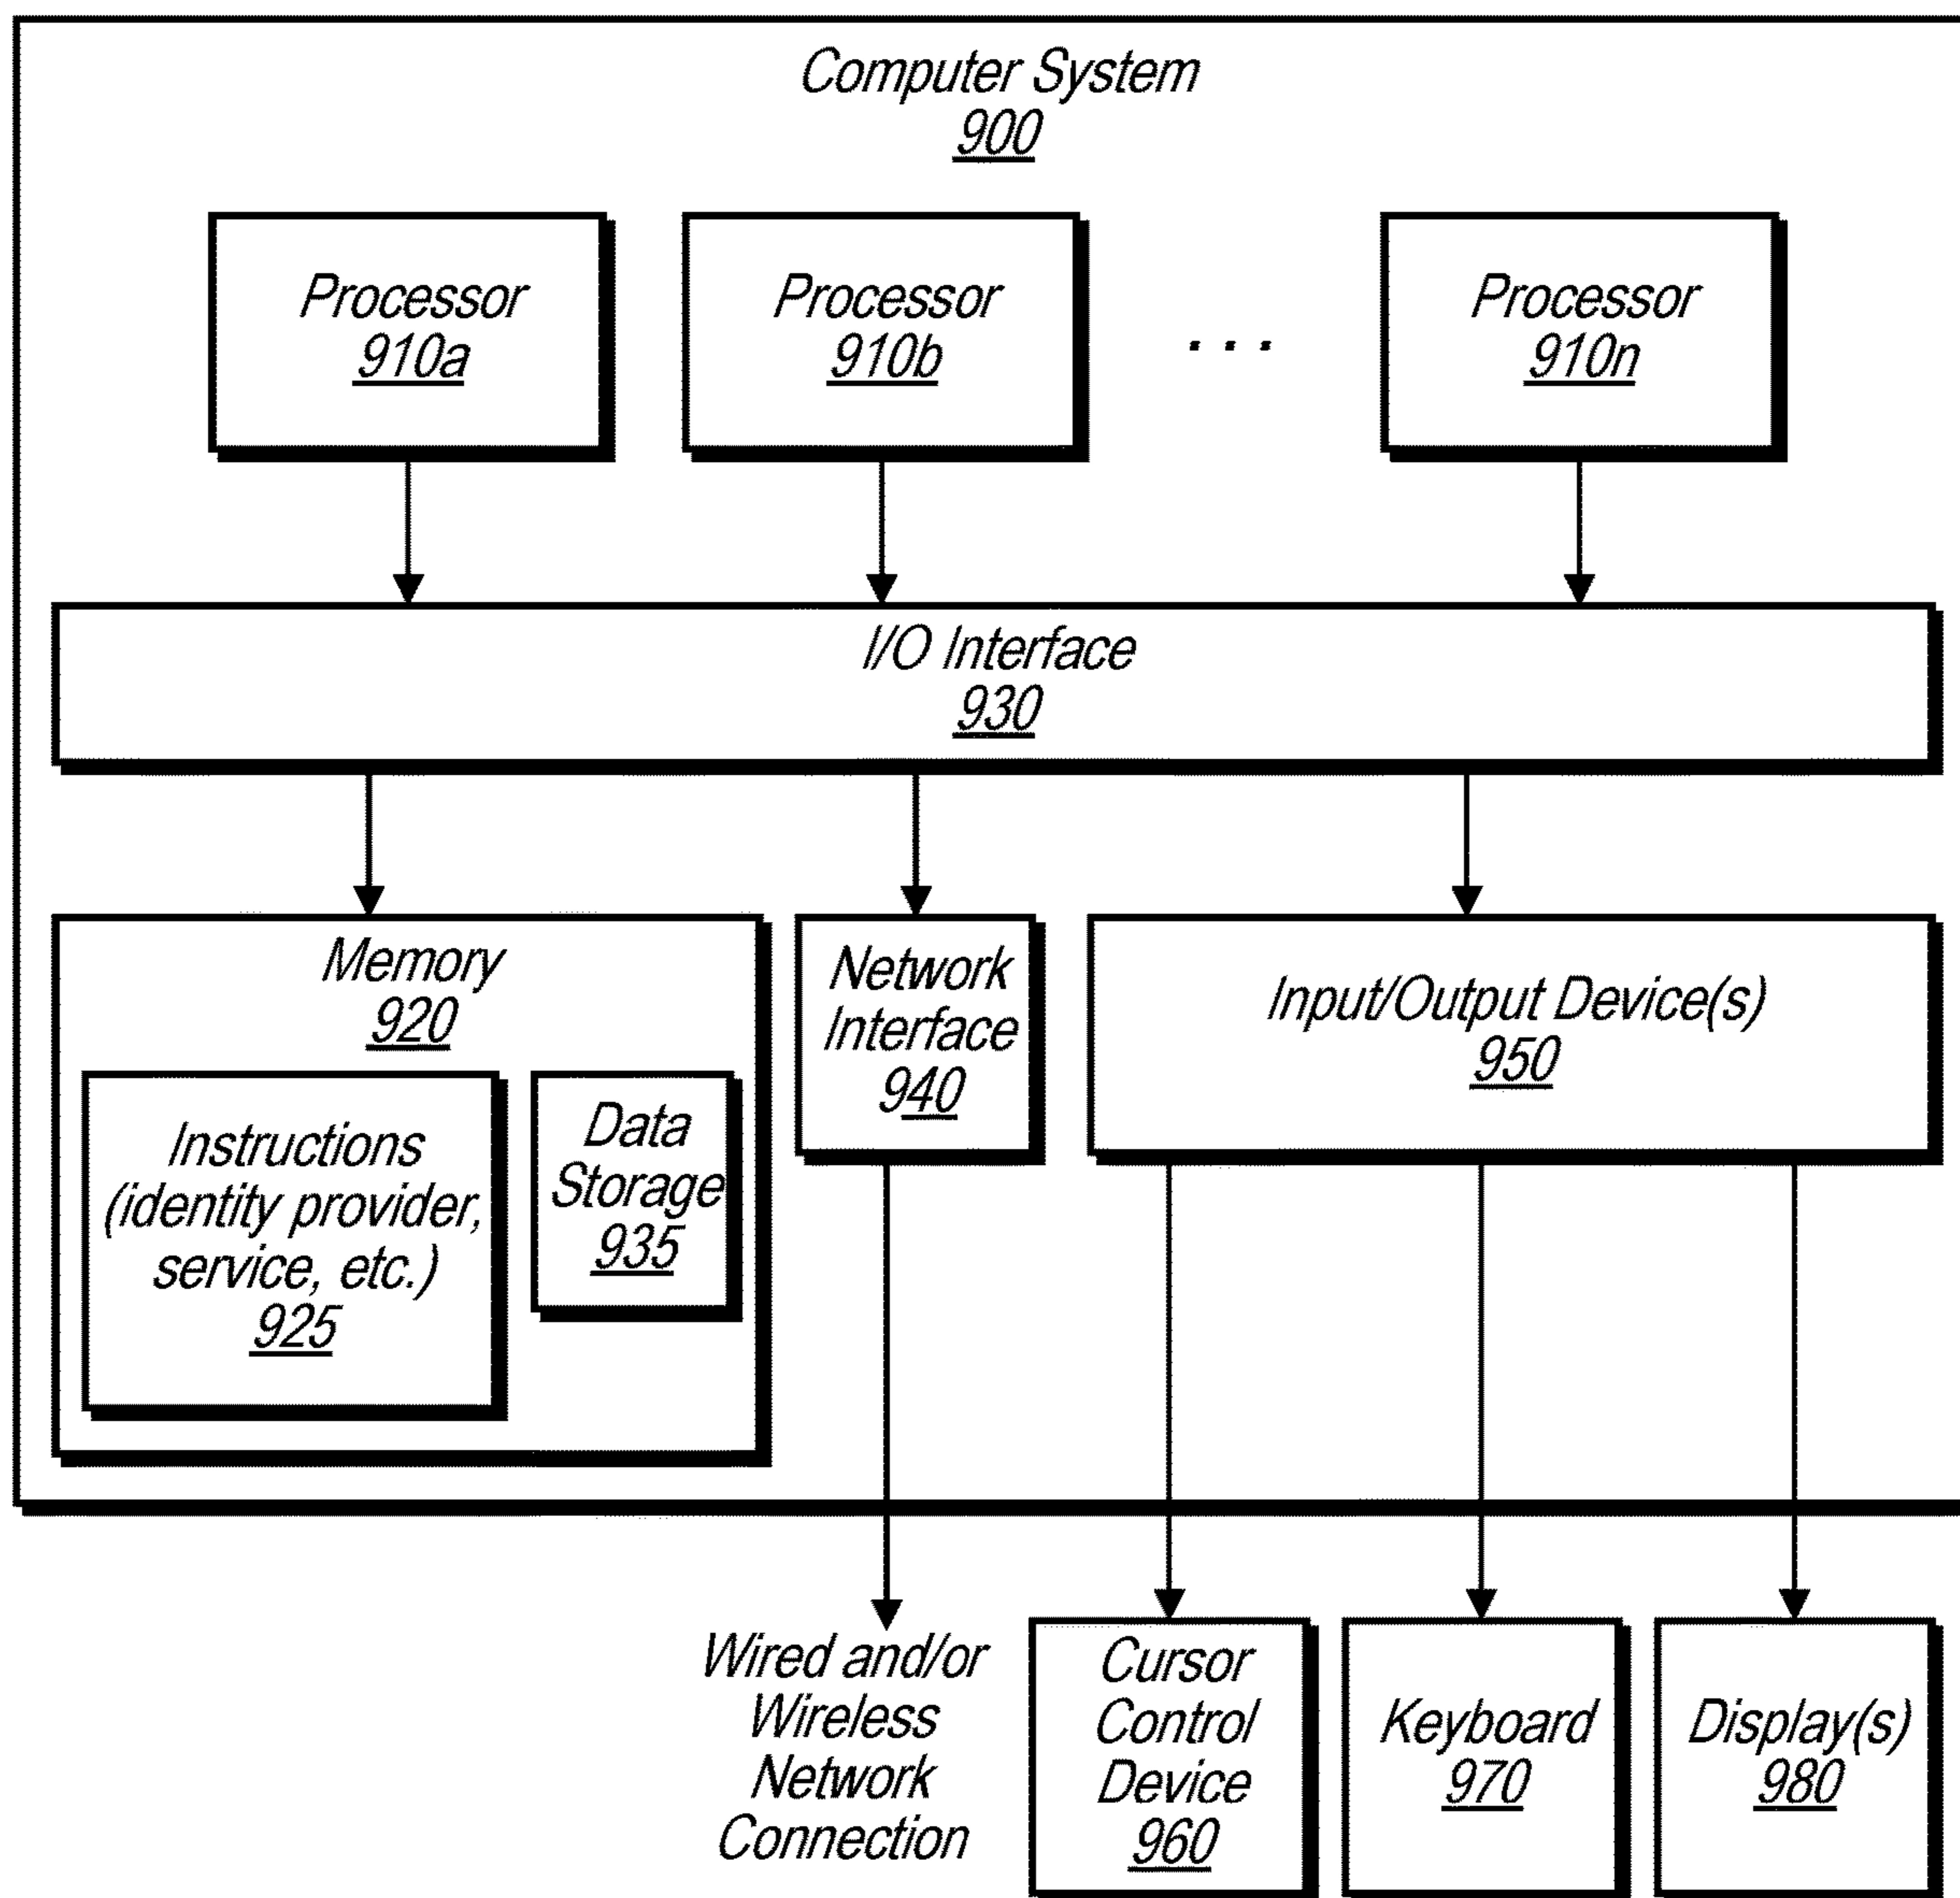 Computer System
900
Processor
910a
Processor
910b
. . .
Processor
910n
I/O Interface
930
Memory
920
Instructions
(identity provider,
service, etc.)
925
Data
Storage
935
Network
Interface
940
Input/Output Device(s)
950
Wired and/or
Wireless
Network
Connection
Cursor
Control
Device
960
Keyboard
970
Display(s)
980